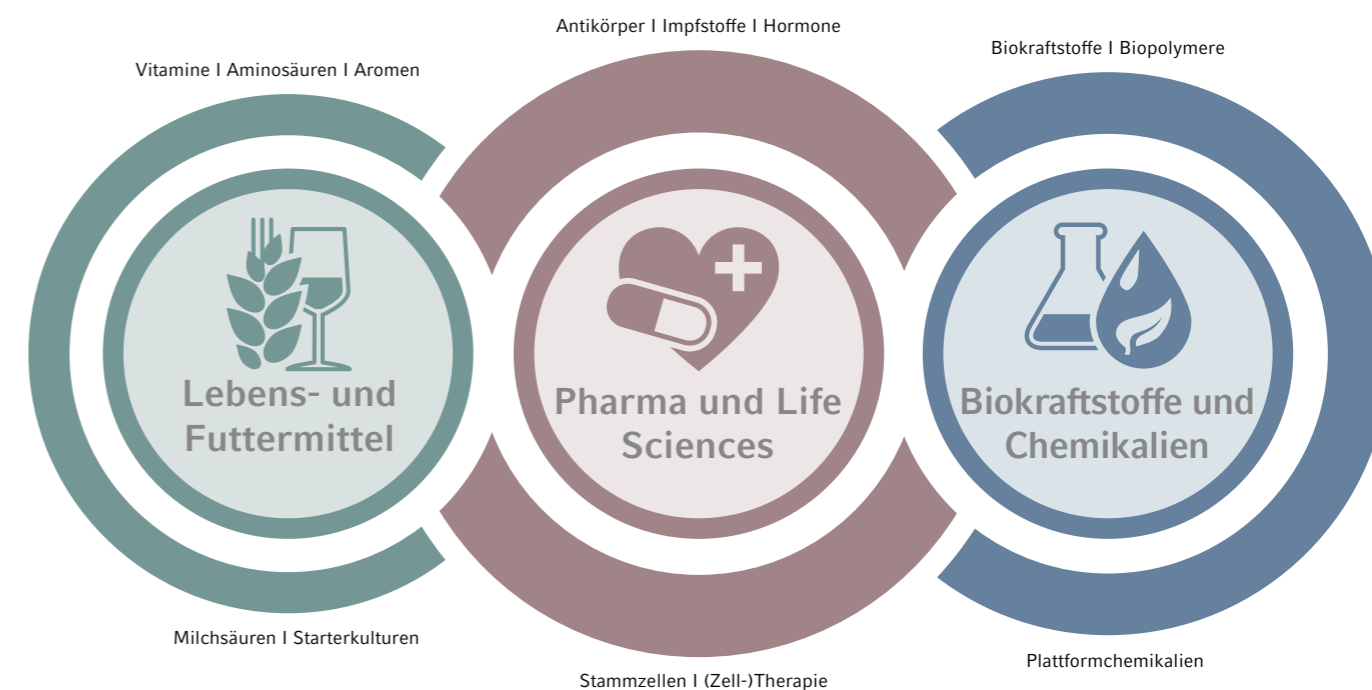 Vitamine I Aminosäuren I Aromen
Lebens- und
Futtermittel
Milchsäuren I Starterkulturen
Antikörper I Impfstoffe I Hormone
Pharma und Life
Sciences
Stammzellen I (Zell-)Therapie
Biokraftstoffe I Biopolymere
Biokraftstoffe und
Chemikalien
Plattformchemikalien